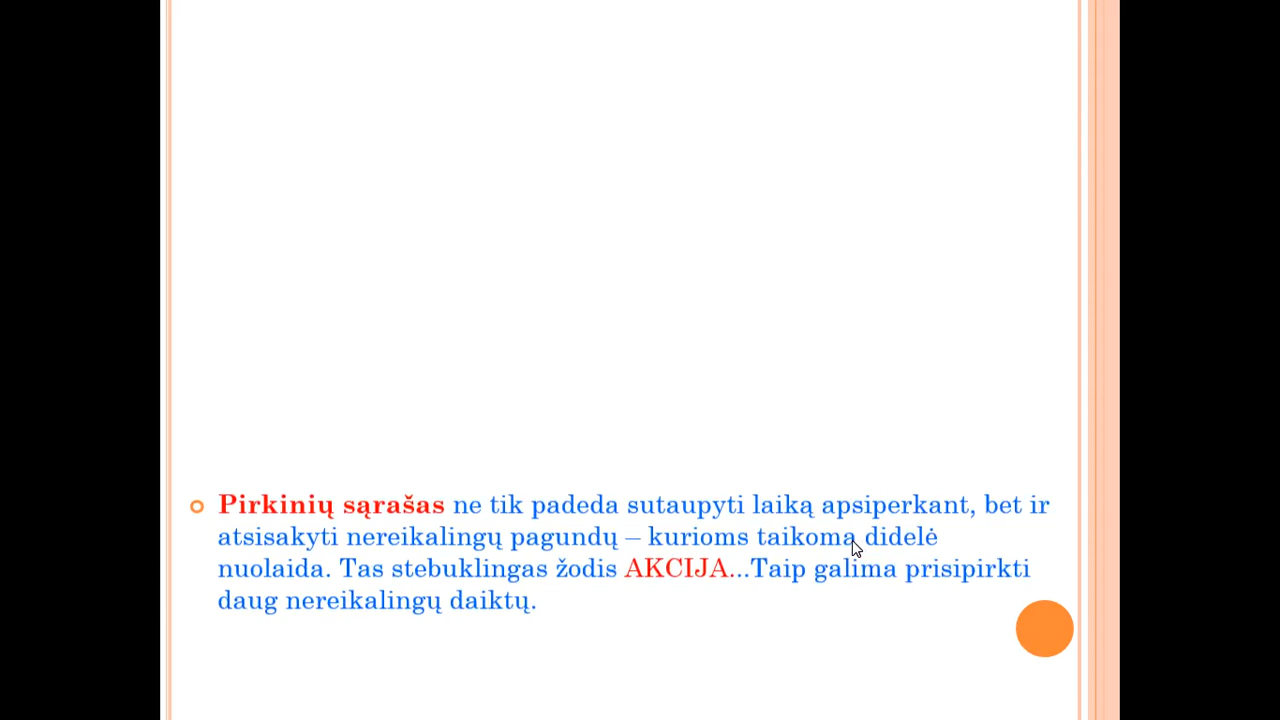 Pirkinių sąrašas ne tik padeda sutaupyti laiką apsiperkant, bet ir
atsisakyti nereikalingų pagundų – kurioms taikoma didelė
nuolaida. Tas stebuklingas žodis AKCIJA...Taip galima prisipirkti
daug nereikalingų daiktų.